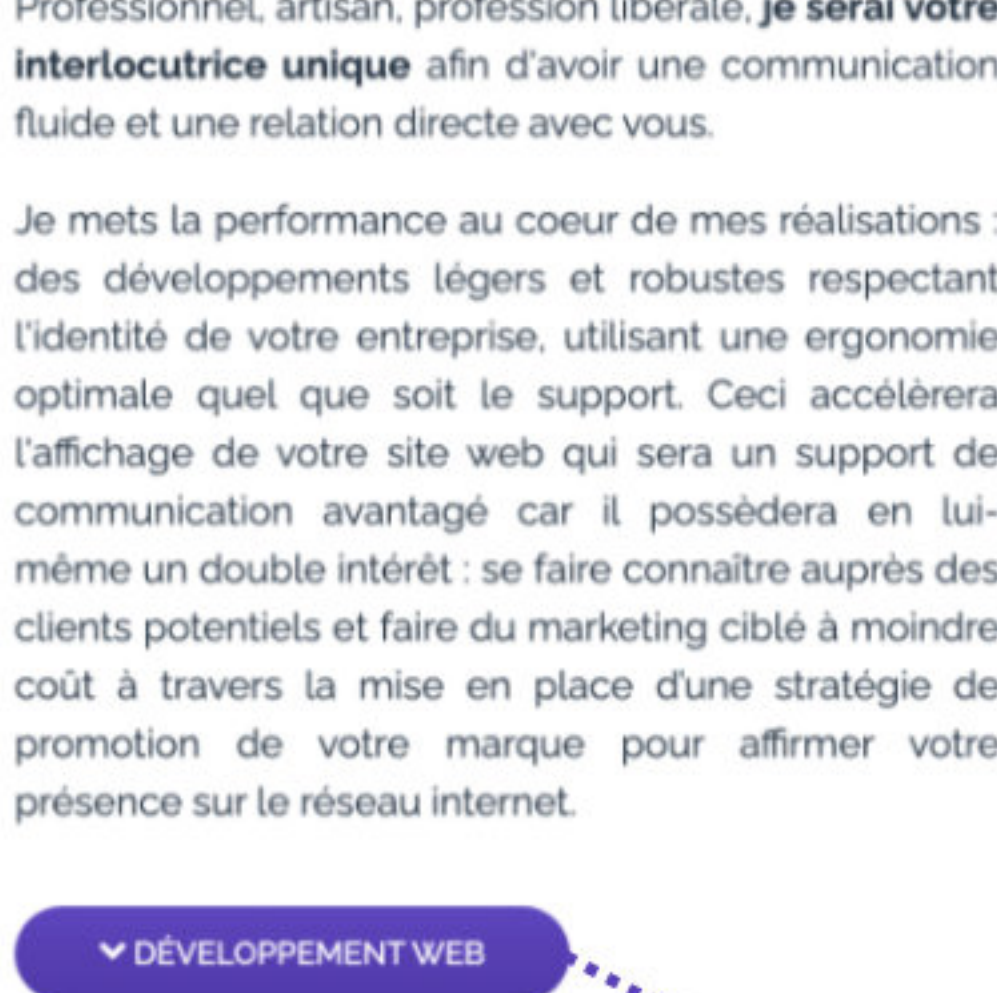 Professionnel, artisan, profession libérale, je serai votre
interlocutrice unique afin d'avoir une communication
fluide et une relation directe avec vous.
Je mets la performance au coeur de mes réalisations :
des développements légers et robustes respectant
l'identité de votre entreprise, utilisant une ergonomie
optimale quel que soit le support. Ceci accélèrera
l'affichage de votre site web qui sera un support de
communication avantagé car il possèdera en lui-
même un double intérêt : se faire connaître auprès des
clients potentiels et faire du marketing ciblé à moindre
coût à travers la mise en place d'une stratégie de
promotion de votre marque pour affirmer votre
présence sur le réseau internet.
DÉVELOPPEMENT WEB